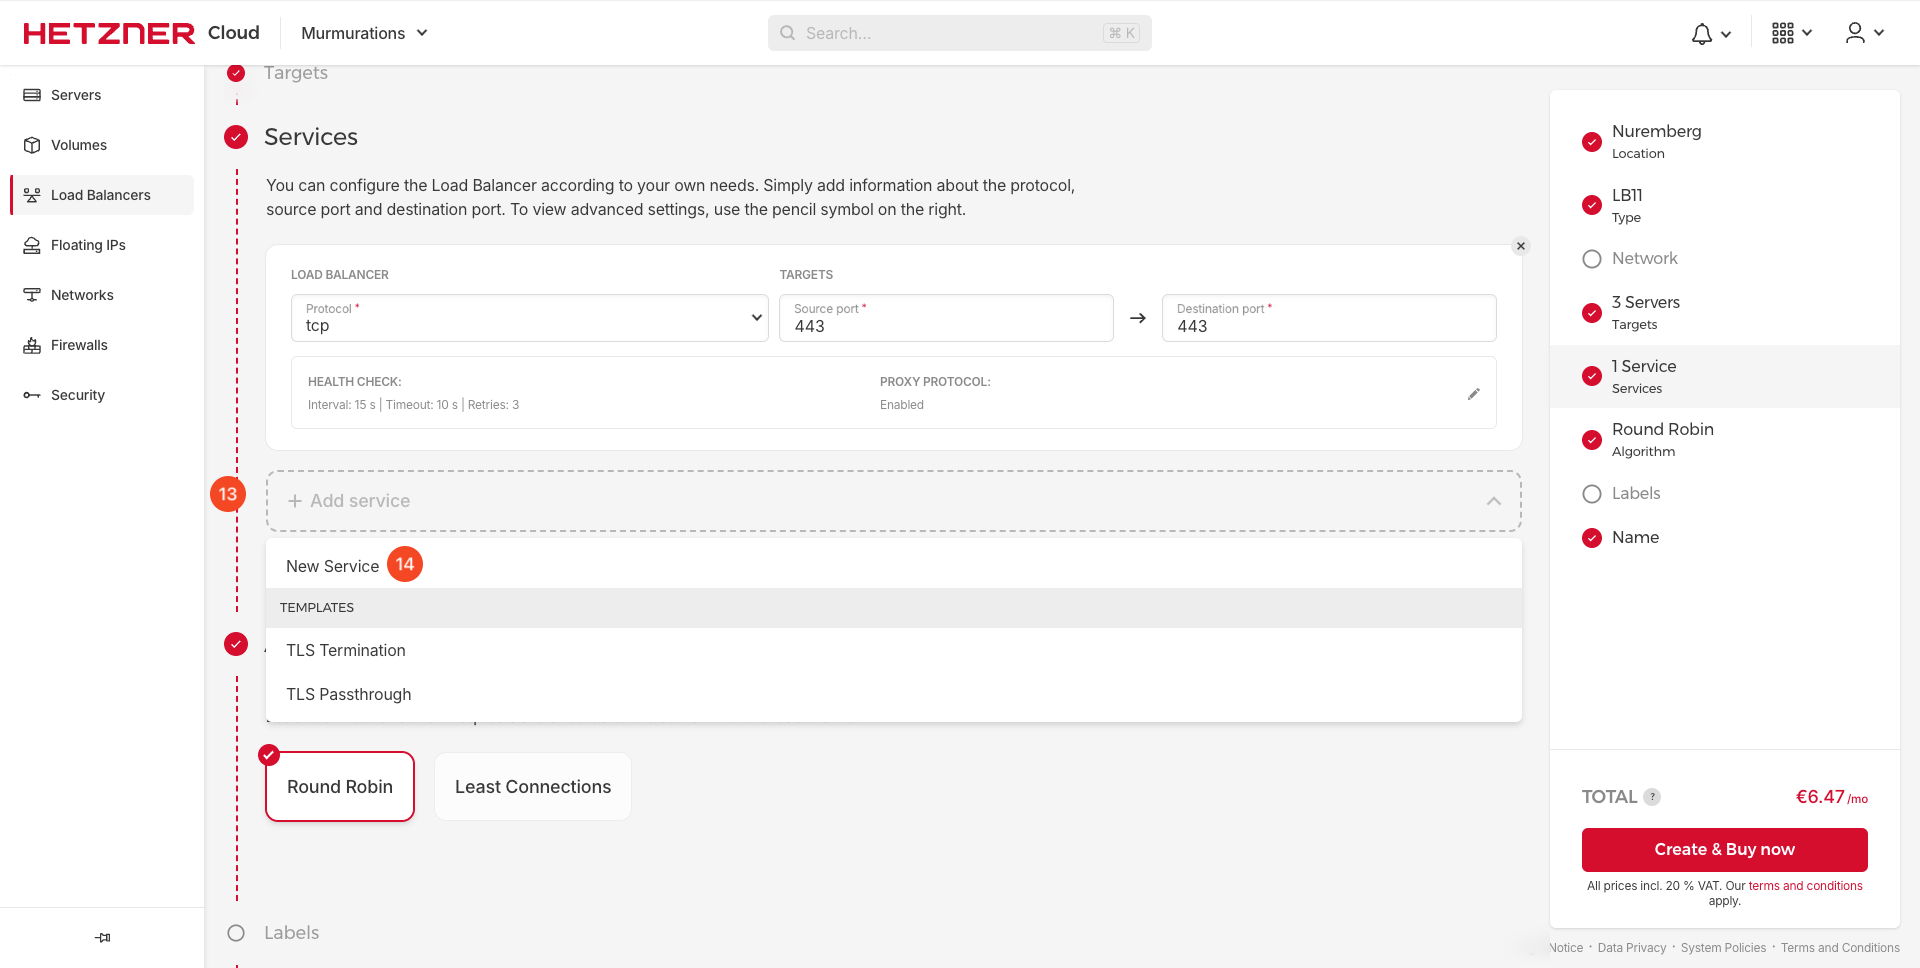 HETZNER Cloud
Murmurations
Search...
⌘ K
Servers
Volumes
Load Balancers
Floating IPs
Networks
Firewalls
Security
Targets
Services
You can configure the Load Balancer according to your own needs. Simply add information about the protocol,
source port and destination port. To view advanced settings, use the pencil symbol on the right.
LOAD BALANCER
TARGETS
Protocol *
tcp
Source port *
443
Destination port *
443
HEALTH CHECK:
Interval: 15 s | Timeout: 10 s | Retries: 3
PROXY PROTOCOL:
Enabled
13
+ Add service
New Service
14
TEMPLATES
TLS Termination
TLS Passthrough
Round Robin
Least Connections
Labels
Nuremberg
Location
LB11
Type
Network
3 Servers
Targets
1 Service
Services
Round Robin
Algorithm
Labels
Name
TOTAL ?
€6.47 /mo
Create & Buy now
All prices incl. 20 % VAT. Our terms and conditions
apply.
Notice · Data Privacy · System Policies · Terms and Conditions